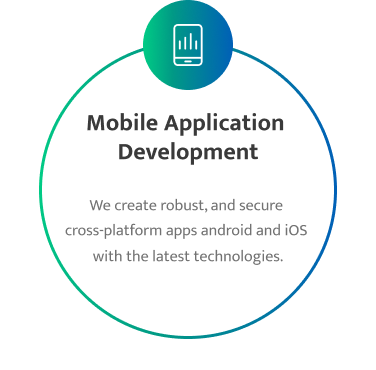 Mobile Application
Development
We create robust, and secure
cross-platform apps android and iOS
with the latest technologies.